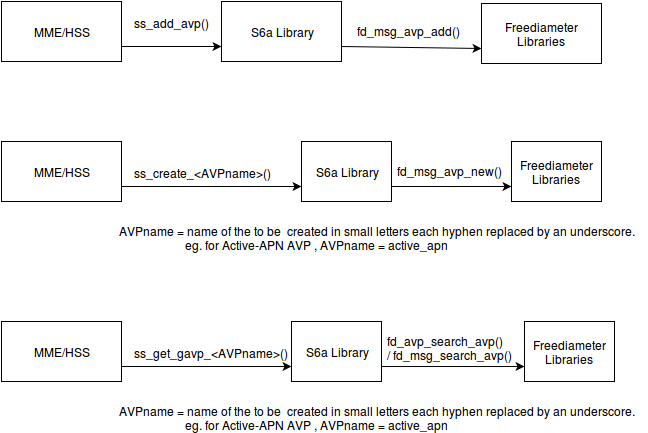 MME/HSS
ss_add_avp()
S6a Library
fd_msg_avp_add()
Freediameter
Libraries
MME/HSS
ss_create_<AVPname>()
S6a Library
fd_msg_avp_new()
Freediameter
Libraries
AVPname = name of the to be  created in small letters each hyphen replaced by an underscore.
eg. for Active-APN AVP , AVPname = active_apn
MME/HSS
ss_get_gavp_<AVPname>()
S6a Library
fd_avp_search_avp()
/ fd_msg_search_avp()
Freediameter
Libraries
AVPname = name of the to be  created in small letters each hyphen replaced by an underscore.
eg. for Active-APN AVP , AVPname = active_apn